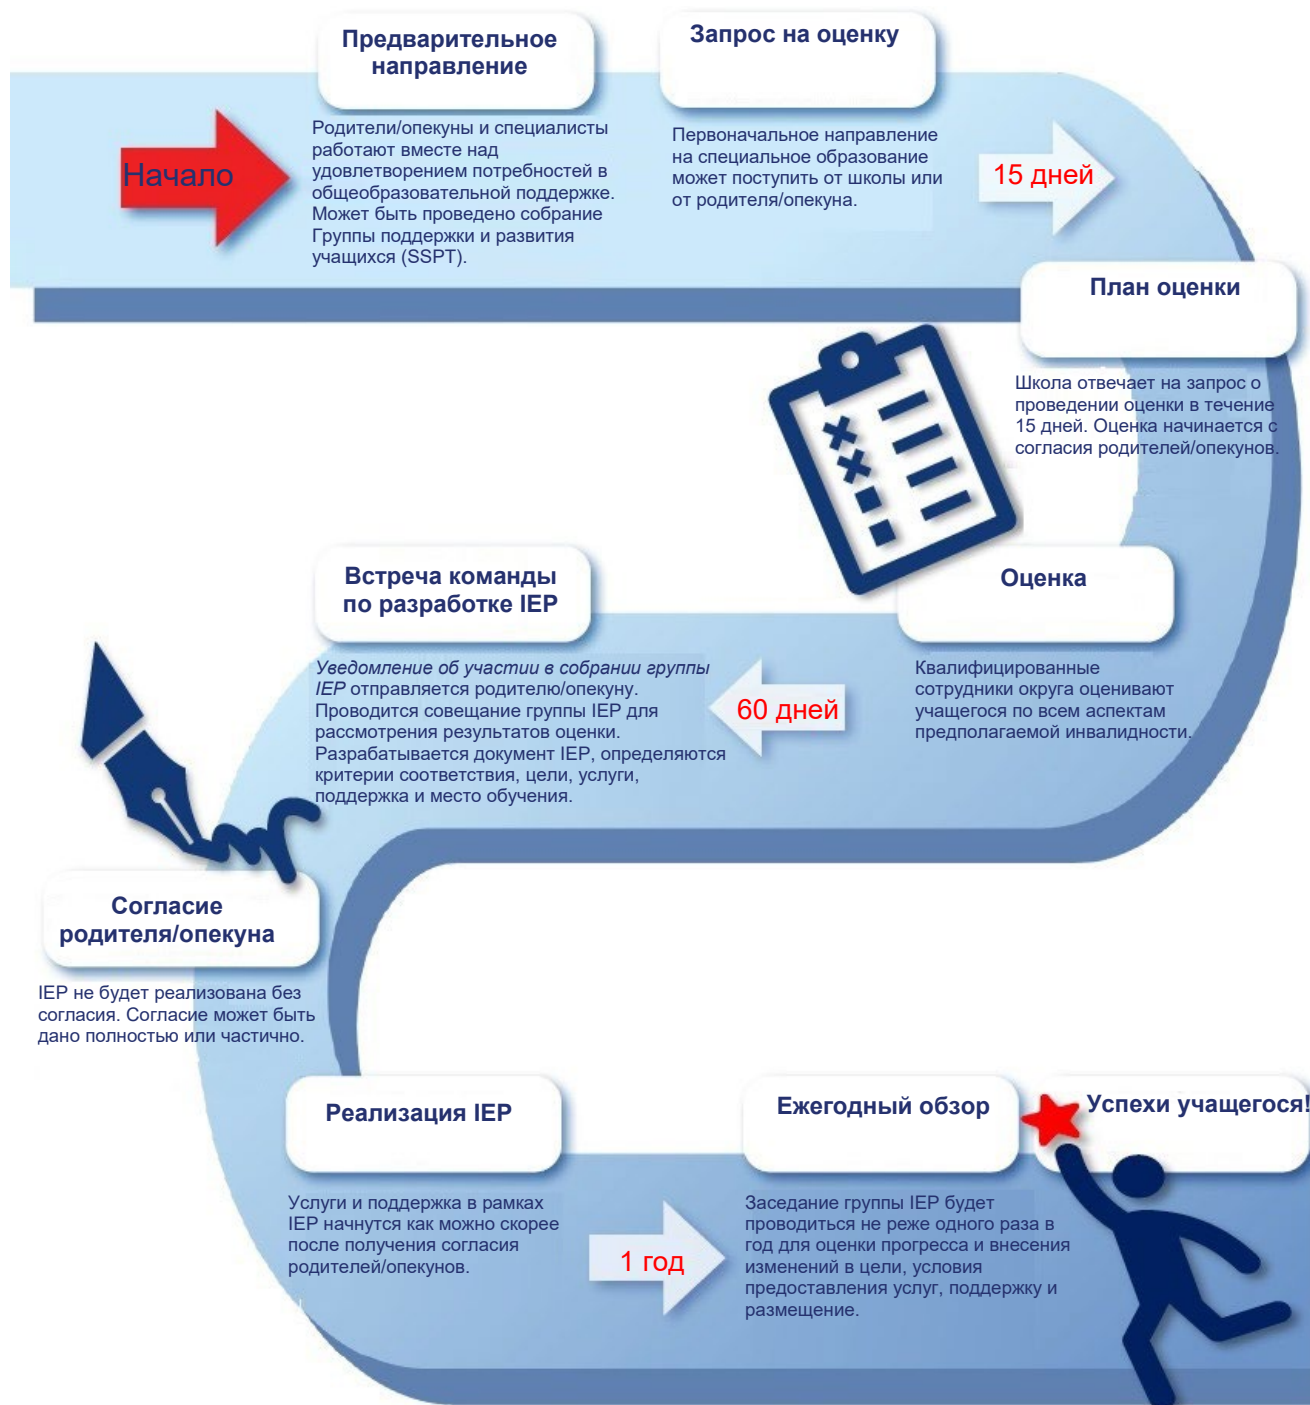 Начало
Предварительное
направление
Родители/опекуны и специалисты
работают вместе над
удовлетворением потребностей в
общеобразовательной поддержке.
Может быть проведено собрание
Группы поддержки и развития
учащихся (SSPT).
Запрос на оценку
Первоначальное направление
на специальное образование
может поступить от школы или
от родителя/опекуна.
15 дней
План оценки
Школа отвечает на запрос о
проведении оценки в течение
15 дней. Оценка начинается с
согласия родителей/опекунов.
Оценка
Квалифицированные
сотрудники округа оценивают
учащегося по всем аспектам
предполагаемой инвалидности.
60 дней
Встреча команды
по разработке IEP
Уведомление об участии в собрании группы
IEP отправляется родителю/опекуну.
Проводится совещание группы IEP для
рассмотрения результатов оценки.
Разрабатывается документ IEP, определяются
критерии соответствия, цели, услуги,
поддержка и место обучения.
Согласие
родителя/опекуна
IEP не будет реализована без
согласия. Согласие может быть
дано полностью или частично.
Реализация IEP
Услуги и поддержка в рамках
IEP начнутся как можно скорее
после получения согласия
родителей/опекунов.
1 год
Ежегодный обзор
Заседание группы IEP будет
проводиться не реже одного раза в
год для оценки прогресса и внесения
изменений в цели, условия
предоставления услуг, поддержку и
размещение.
Успехи учащегося!